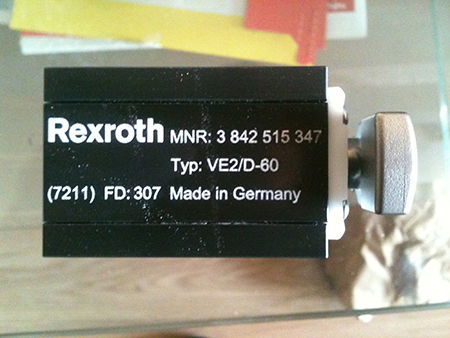 Rexroth MNR: 3 842 515 347
Typ: VE2/D-60
(7211) FD: 307 Made in Germany